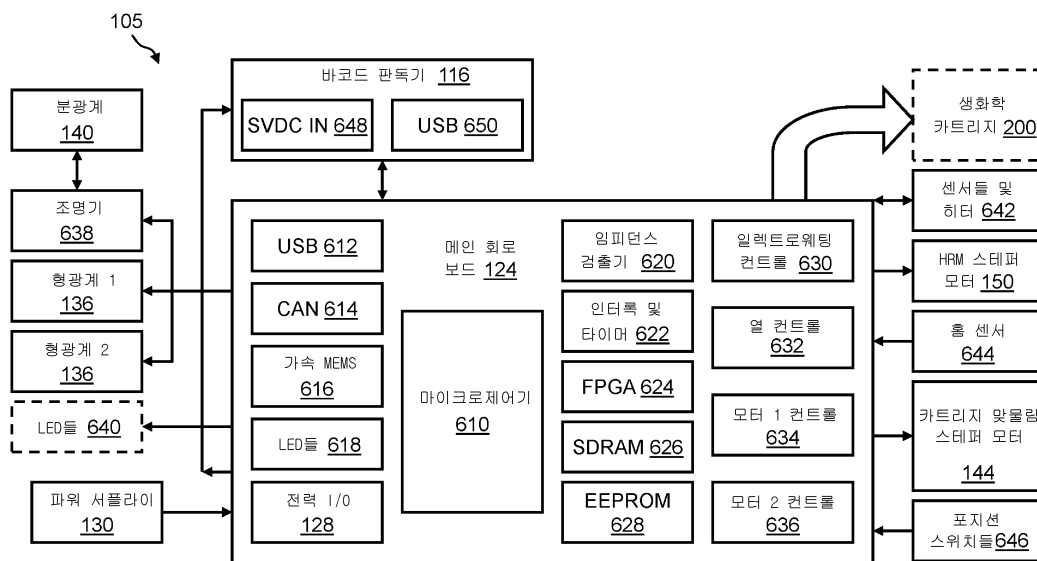 105
바코드 판독기 116
SVDC IN 648
USB 650
분광계
140
조명기
638
형광계 1
136
형광계 2
136
LED들 640
파워 서플라이
130
USB 612
CAN 614
가속 MEMS
616
LED들 618
전력 I/O
128
메인 회로
보드 124
마이크로제어기
610
임피던스
검출기 620
인터록 및
타이머 622
FPGA 624
SDRAM 626
EEPROM
628
일렉트로웨팅
컨트롤 630
열 컨트롤
632
모터 1 컨트롤
634
모터 2 컨트롤
636
생화학
카트리지 200
센서들 및
히터 642
HRM 스테퍼
모터 150
홈 센서
644
카트리지 맞물림
스테퍼 모터
144
포지션
스위치들 646